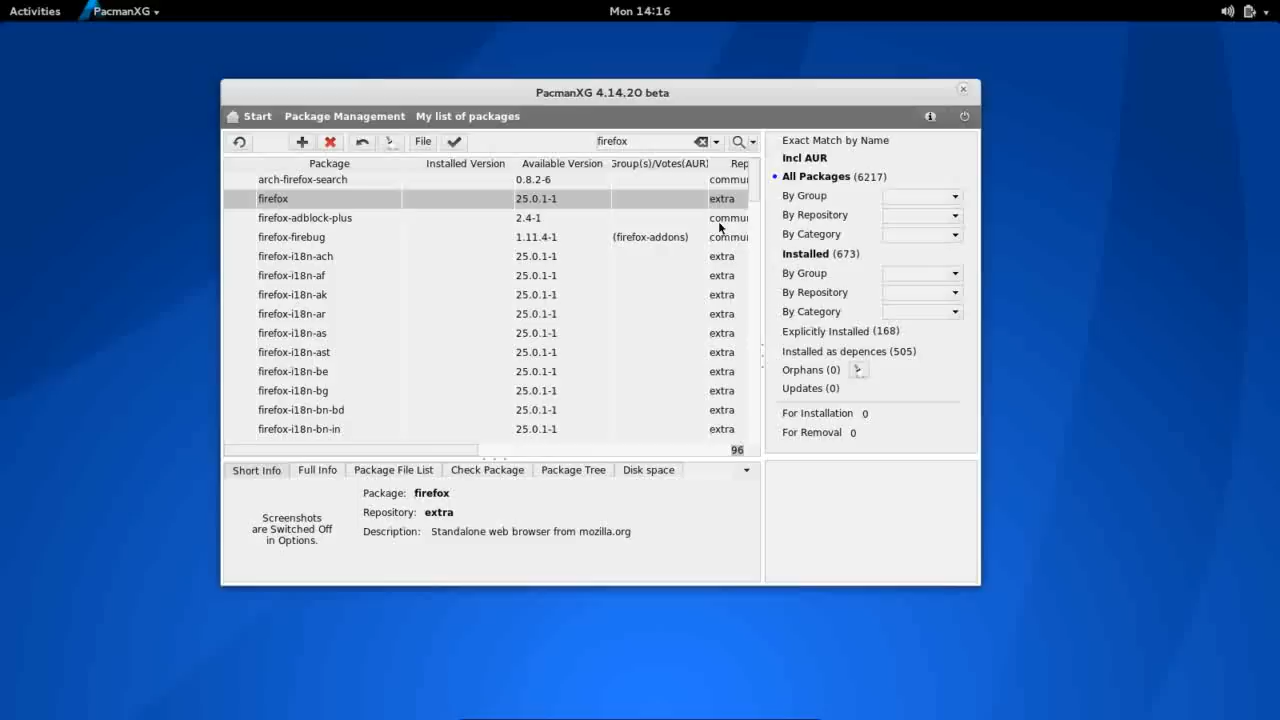 Activities PacmanXG Mon 14:16
PacmanXG 4.14.20 beta
Start Package Management My list of packages
File firefox
Package Installed Version Available Version Group(s)/Votes(AUR) Rep
arch-firefox-search 0.8.2-6 commu
firefox 25.0.1-1 extra
firefox-adblock-plus 2.4-1 commu
firefox-firebug 1.11.4-1 (firefox-addons) commu
firefox-i18n-ach 25.0.1-1 extra
firefox-i18n-af 25.0.1-1 extra
firefox-i18n-ak 25.0.1-1 extra
firefox-i18n-ar 25.0.1-1 extra
firefox-i18n-as 25.0.1-1 extra
firefox-i18n-ast 25.0.1-1 extra
firefox-i18n-be 25.0.1-1 extra
firefox-i18n-bg 25.0.1-1 extra
firefox-i18n-bn-bd 25.0.1-1 extra
firefox-i18n-bn-in 25.0.1-1 extra
96
Exact Match by Name
Incl AUR
All Packages (6217)
By Group
By Repository
By Category
Installed (673)
By Group
By Repository
By Category
Explicitly Installed (168)
Installed as depences (505)
Orphans (0)
Updates (0)
For Installation 0
For Removal 0
Short Info Full Info Package File List Check Package Package Tree Disk space
Screenshots
are Switched Off
in Options.
Package: firefox
Repository: extra
Description: Standalone web browser from mozilla.org